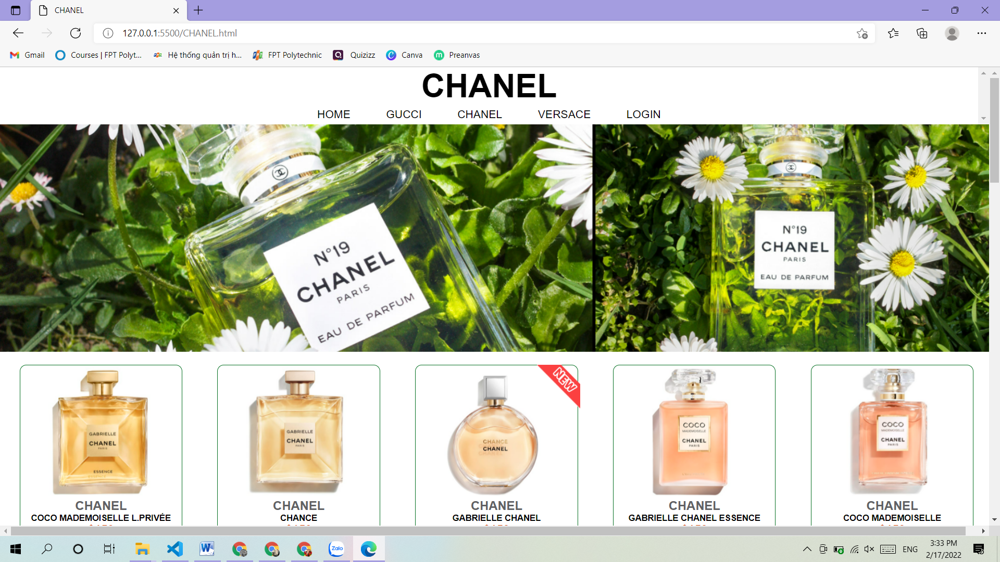 CHANEL
127.0.0.1:5500/CHANEL.html
Gmail
Courses | FPT Polyt...
Hệ thống quản trị h...
FPT Polytechnic
Quizizz
Canva
Preanvas
CHANEL
HOME
GUCCI
CHANEL
VERSACE
LOGIN
N°19
CHANEL
PARIS
EAU DE PARFUM
N°19
CHANEL
PARIS
EAU DE PARFUM
GABRIELLE
CHANEL
PARIS
ESSENCE
CHANEL
COCO MADEMOISELLE L.PRIVÉE
GABRIELLE
CHANEL
PARIS
CHANEL
CHANCE
NEW
CHANCE
CHANEL
CHANEL
GABRIELLE CHANEL
COCO
MADEMOISELLE
CHANEL
PARIS
CHANEL
GABRIELLE CHANEL ESSENCE
COCO
MADEMOISELLE
CHANEL
PARIS
CHANEL
COCO MADEMOISELLE
Zalo
ENG
3:33 PM
2/17/2022